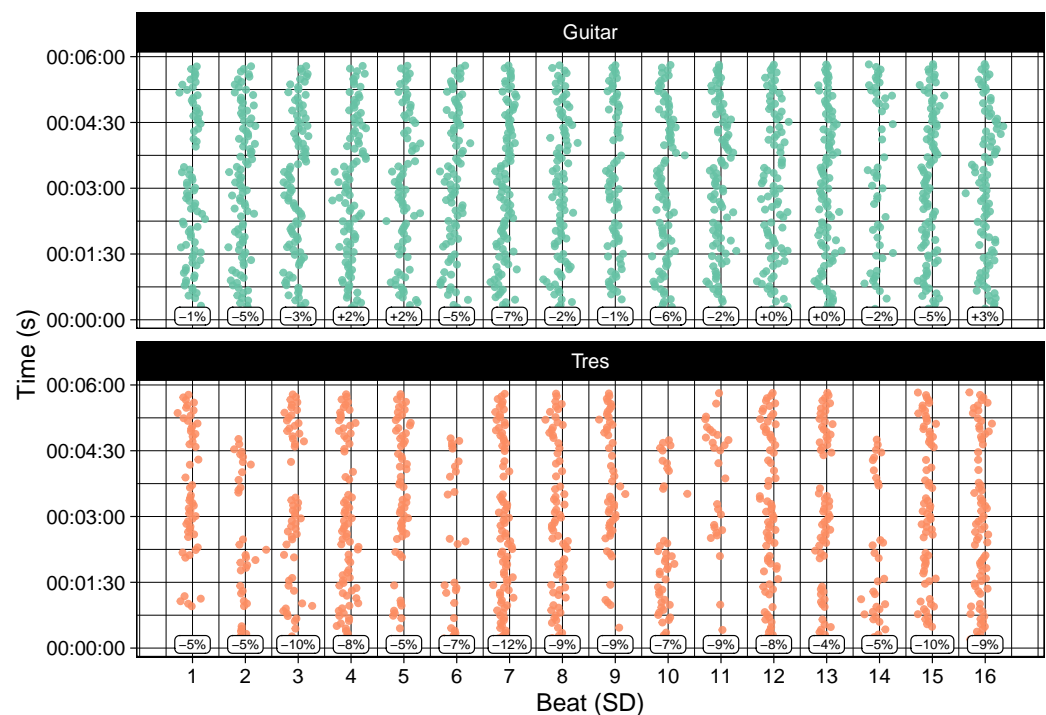 Guitar
00:06:00
00:04:30
00:03:00
00:01:30
00:00:00
−1% −5% −3% +2% +2% −5% −7% −2% −1% −6% −2% +0% +0% −2% −5% +3%
Time (s)
Tres
00:06:00
00:04:30
00:03:00
00:01:30
00:00:00
−5% −5% −10% −8% −5% −7% −12% −9% −9% −7% −9% −8% −4% −5% −10% −9%
1 2 3 4 5 6 7 8 9 10 11 12 13 14 15 16
Beat (SD)